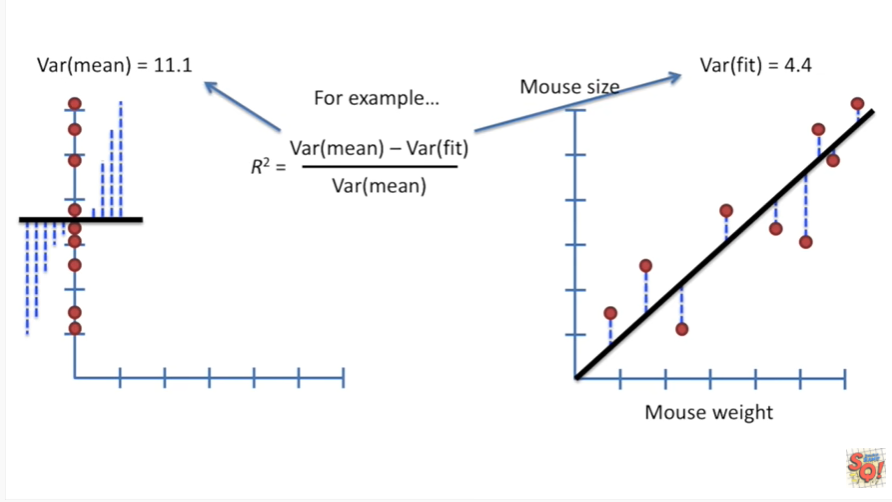 Var(mean) = 11.1
For example...
Mouse size
Var(fit) = 4.4
R² =
Var(mean) – Var(fit)
Var(mean)
Mouse weight
SQ!